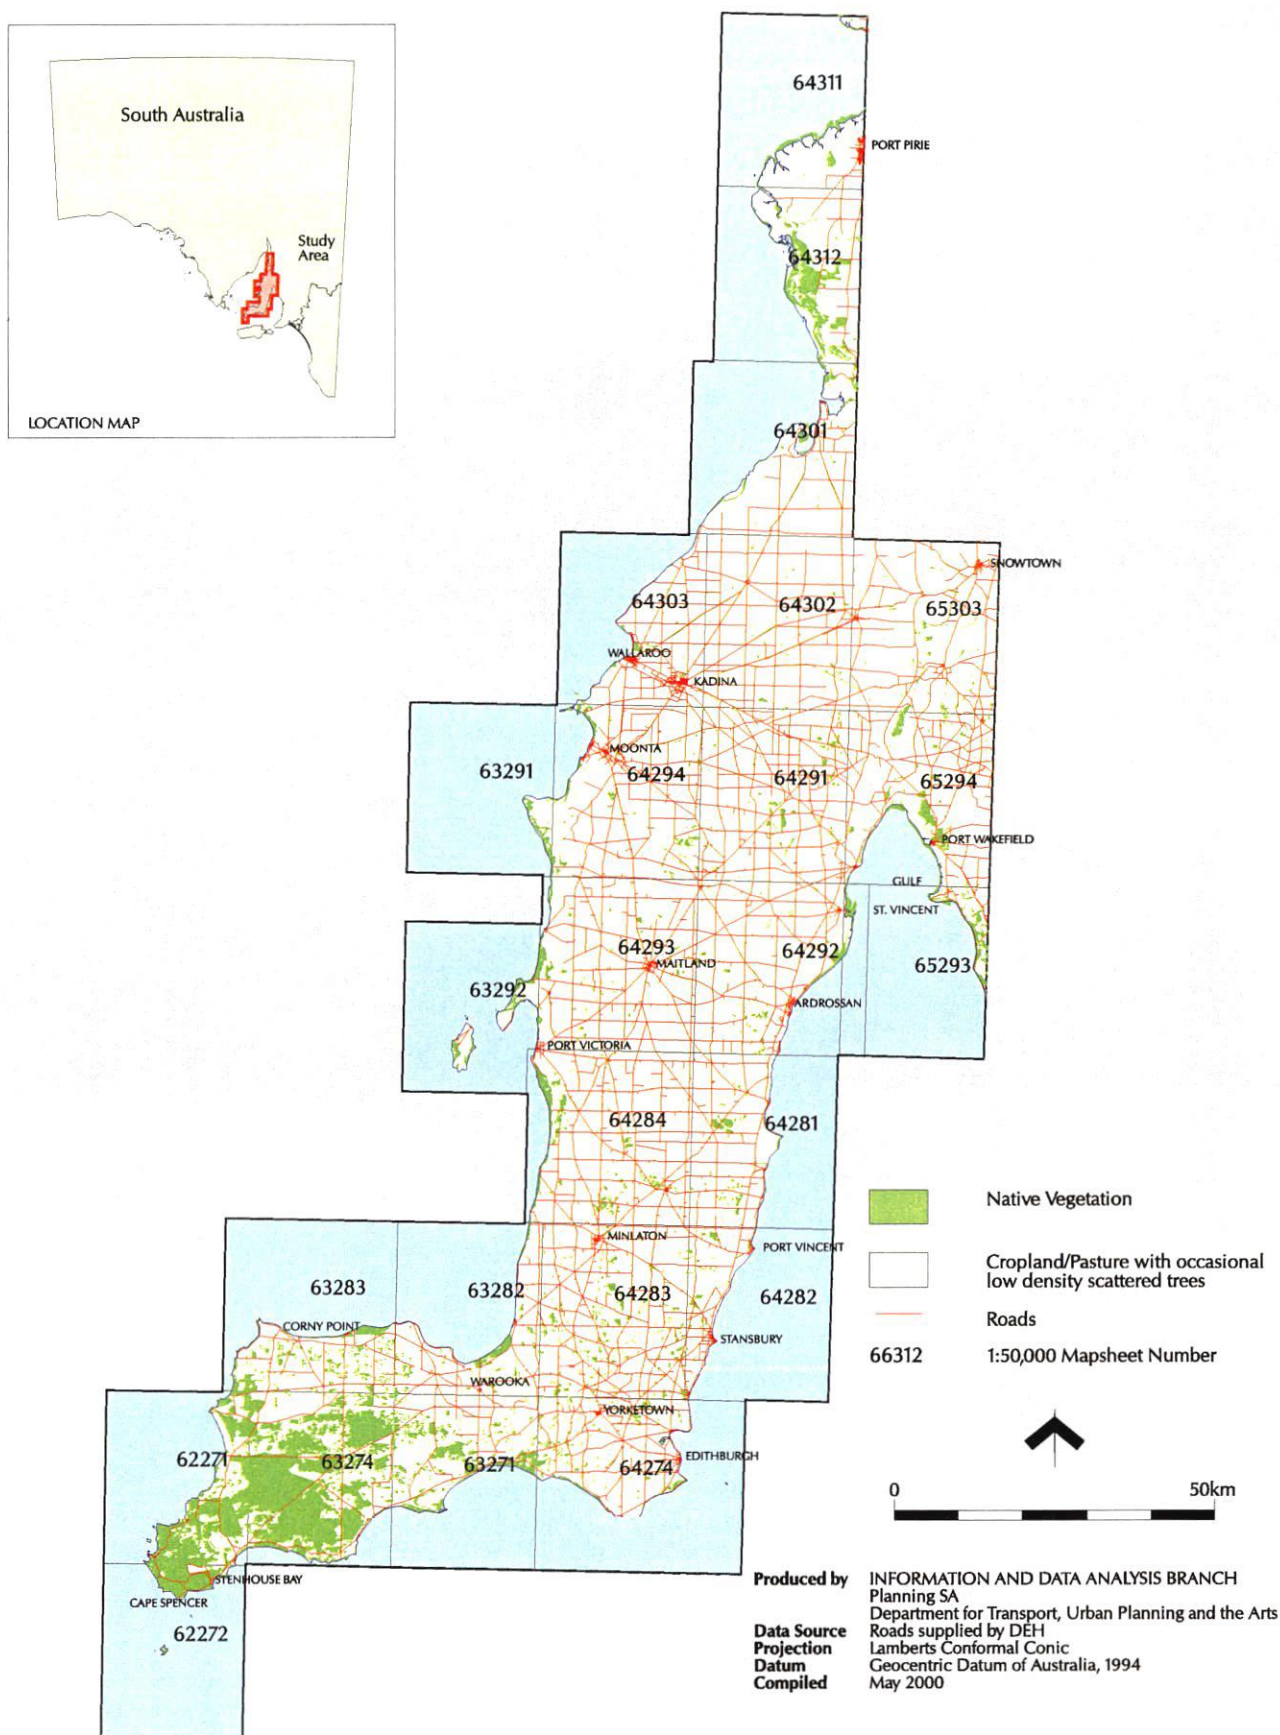 South Australia
Study
Area
LOCATION MAP
64311
PORT PIRIE
64312
64301
SNOWTOWN
64303
64302
65303
WALLAROO
KADINA
MOONTA
63291
64294
64291
65294
PORT WAKEFIELD
GULF
ST. VINCENT
64293
64292
MAITLAND
65293
63292
ARDROSSAN
PORT VICTORIA
64284
64281
MINLATON
PORT VINCENT
63283
63282
64283
64282
CORNY POINT
STANSBURY
WAROOKA
YORKETOWN
62271
63274
63271
64274
EDITHBURGH
STENHOUSE BAY
CAPE SPENCER
62272
Native Vegetation
Cropland/Pasture with occasional
low density scattered trees
Roads
66312 1:50,000 Mapsheet Number
0 50km
Produced by INFORMATION AND DATA ANALYSIS BRANCH
Planning SA
Department for Transport, Urban Planning and the Arts
Data Source Roads supplied by DEH
Projection Lamberts Conformal Conic
Datum Geocentric Datum of Australia, 1994
Compiled May 2000